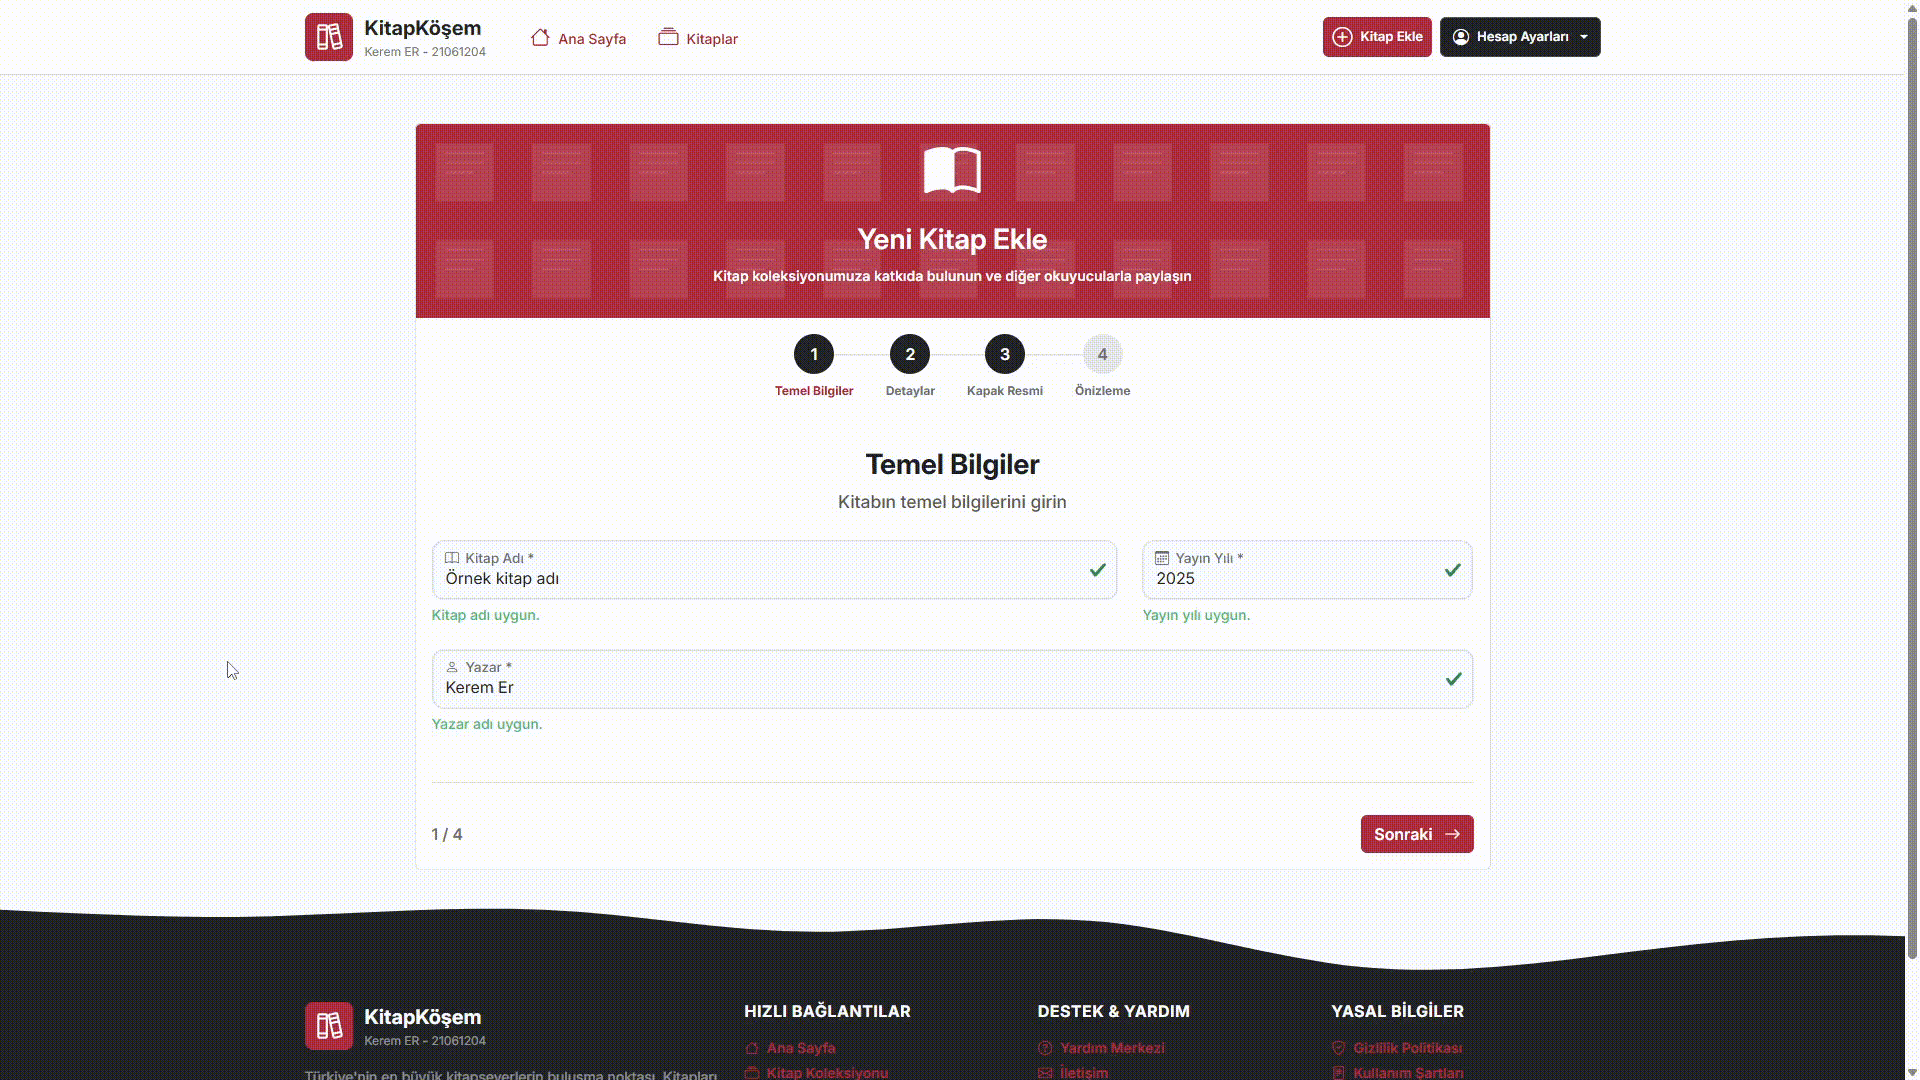 KitapKöşem
Kerem ER - 21061204
Ana Sayfa
Kitaplar
Kitap Ekle
Hesap Ayarları
Yeni Kitap Ekle
Kitap koleksiyonumuza katkıda bulunun ve diğer okuyucularla paylaşın
1
2
3
4
Temel Bilgiler
Detaylar
Kapak Resmi
Önizleme
Temel Bilgiler
Kitabın temel bilgilerini girin
Kitap Adı *
Örnek kitap adı
Kitap adı uygun.
Yayın Yılı *
2025
Yayın yılı uygun.
Yazar *
Kerem Er
Yazar adı uygun.
1 / 4
Sonraki
KitapKöşem
Kerem ER - 21061204
Türkiye'nin en büyük kitapseverlerin buluşma noktası. Kitapları
HIZLI BAĞLANTILAR
Ana Sayfa
Kitap Koleksiyonu
DESTEK & YARDIM
Yardım Merkezi
İletişim
YASAL BİLGİLER
Gizlilik Politikası
Kullanım Şartları